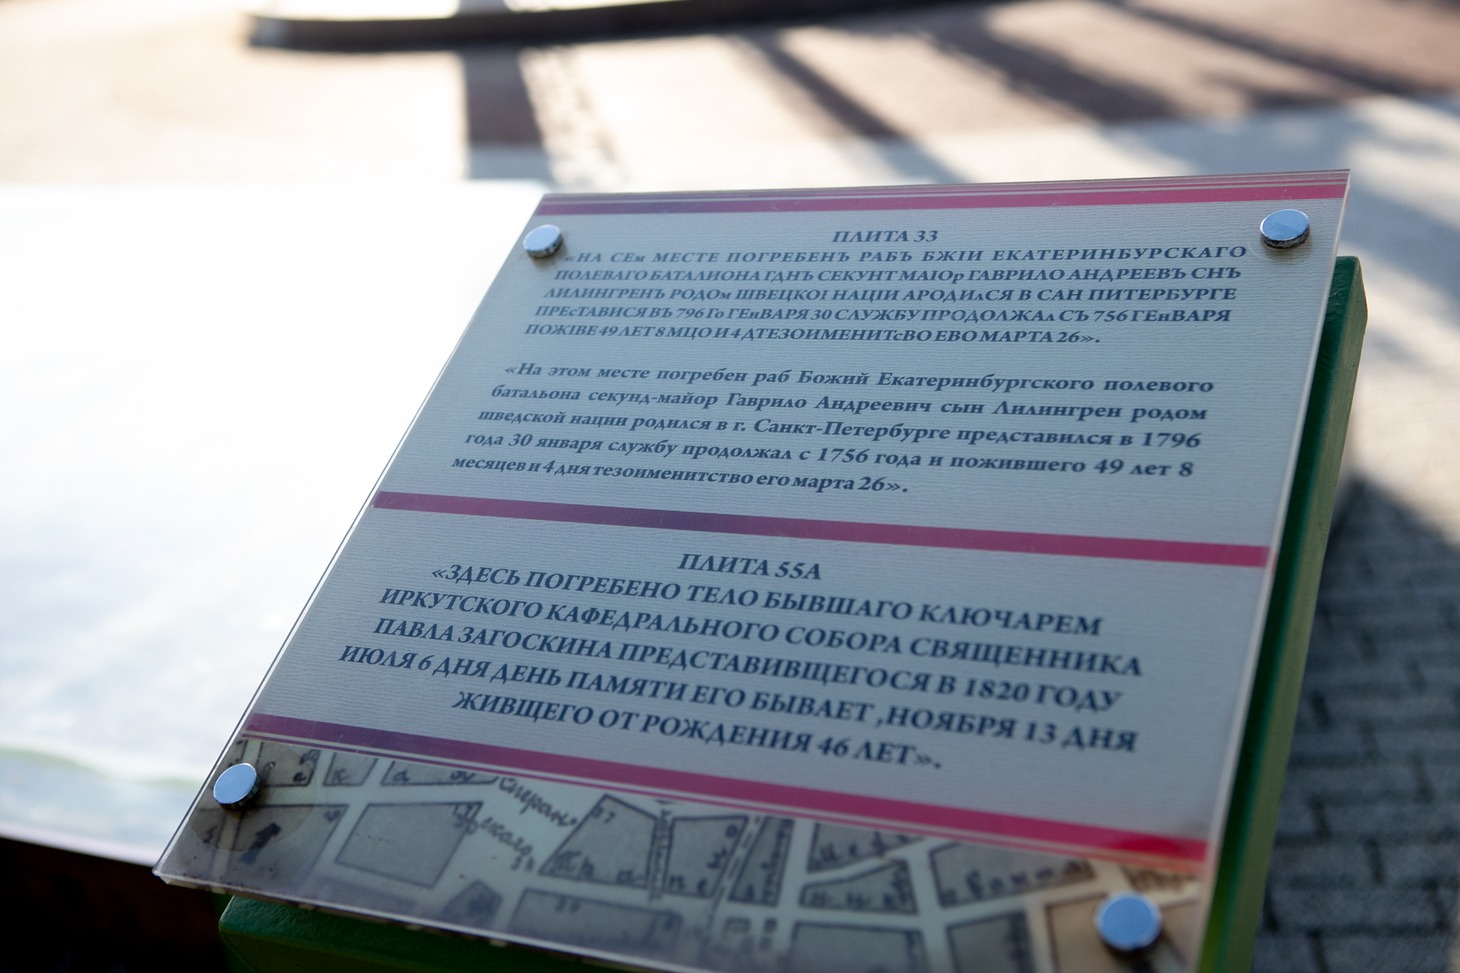 ПЛИТА 33
«НА СЕм МЕСТЕ ПОГРЕБЕНЪ РАБЪ БЖІИ ЕКАТЕРИНБУРСКАГО
ПОЛЕВАГО БАТАЛИОНА ГДНЪ СЕКУНТ МАІОр ГАВРИЛО АНДРЕЕВЪ СНЪ
ЛИЛИНГРЕНЪ РОДОм ШВЕЦКОІ НАЦІИ АРОДИлСЯ В САН ПИТЕРБУРГЕ
ПРЕсТАВИСЯ ВЪ 796 Го ГЕнВАРЯ 30 СЛУЖБУ ПРОДОЛЖАл СЪ 756 ГЕнВАРЯ
ПОЖІВЕ 49 ЛЕТ 8 МЦО И 4 ДТЕЗОИМЕНИТсВО ЕВО МАРТА 26».
«На этом месте погребен раб Божий Екатеринбургского полевого
батальона секунд-майор Гаврило Андреевич сын Лилингрен родом
шведской нации родился в г. Санкт-Петербурге представился в 1796
года 30 января службу продолжал с 1756 года и пожившего 49 лет 8
месяцев и 4 дня тезоименитство его марта 26».
ПЛИТА 55А
«ЗДЕСЬ ПОГРЕБЕНО ТЕЛО БЫВШАГО КЛЮЧАРЕМ
ИРКУТСКОГО КАФЕДРАЛЬНОГО СОБОРА СВЯЩЕННИКА
ПАВЛА ЗАГОСКИНА ПРЕДСТАВИВЩЕГОСЯ В 1820 ГОДУ
ИЮЛЯ 6 ДНЯ ДЕНЬ ПАМЯТИ ЕГО БЫВАЕТ ,НОЯБРЯ 13 ДНЯ
ЖИВЩЕГО ОТ РОЖДЕНИЯ 46 ЛЕТ».